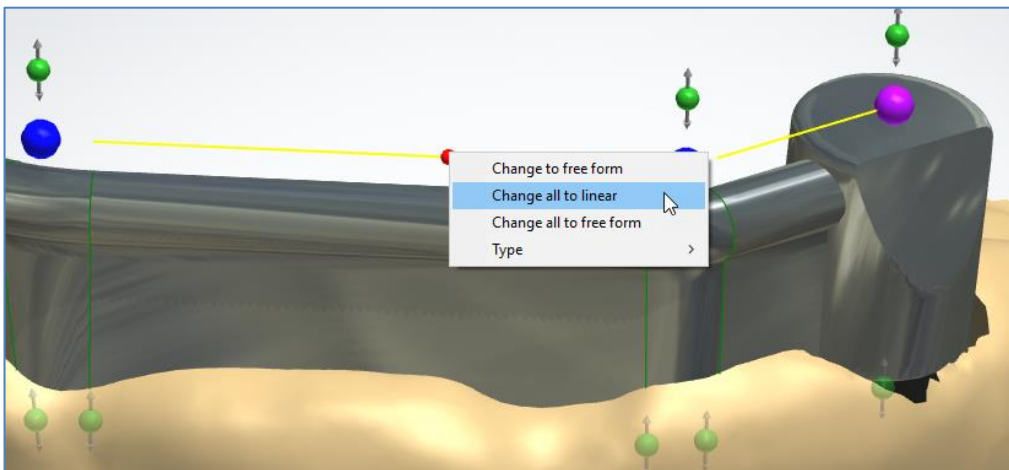 Change to free form
Change all to linear
Change all to free form
Type